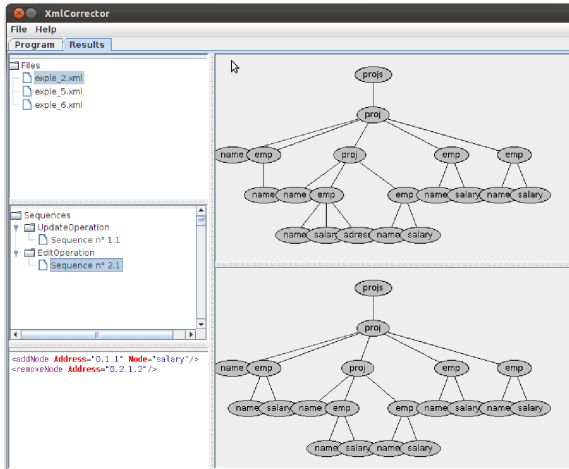 XmlCorrector
File Help
Program Results
Files
exple_2.xml
exple_5.xml
exple_6.xml
Sequences
UpdateOperation
Sequence n° 1.1
EditOperation
Sequence n° 2.1
<addNode Address="0.1.1" Node="salary"/>
<removeNode Address="0.2.1.2"/>
projs
proj
name emp proj emp emp
name name emp emp name salary name salary
name salary adress name salary
projs
proj
name emp proj emp emp
name salary name emp emp name salary name salary
name salary name salary